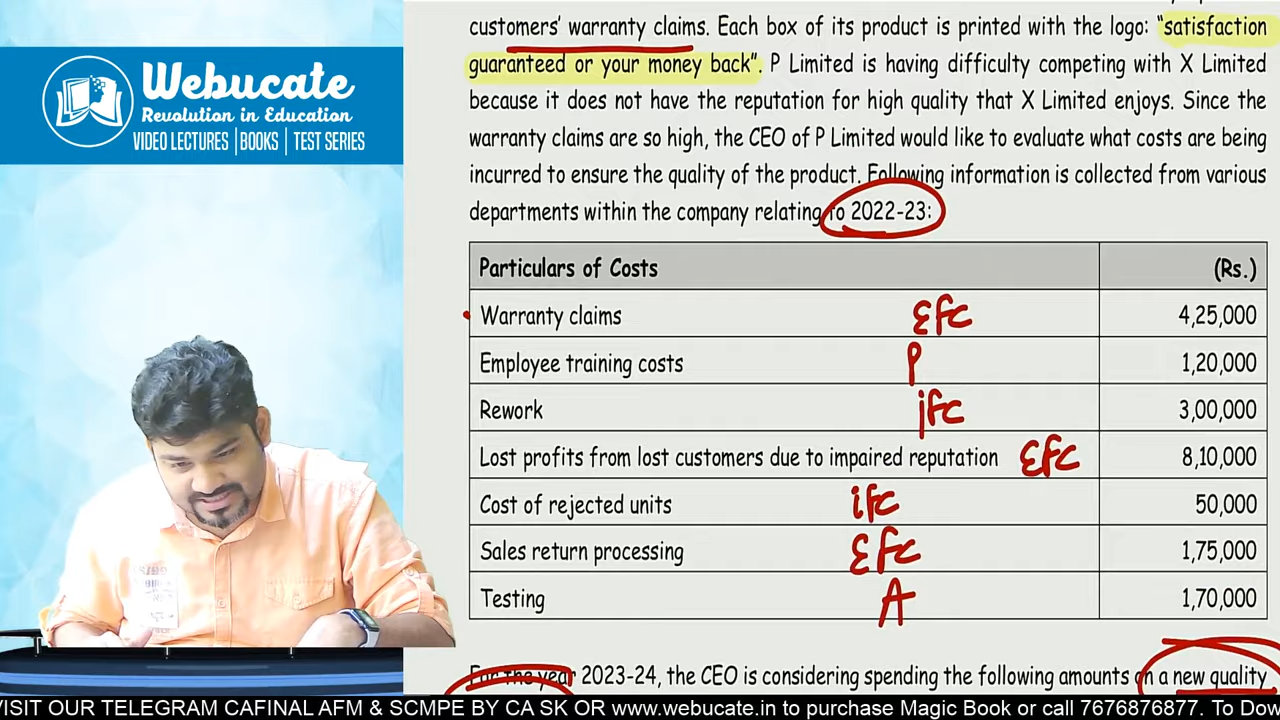 customers' warranty claims. Each box of its product is printed with the logo: "satisfaction
guaranteed or your money back". P Limited is having difficulty competing with X Limited
because it does not have the reputation for high quality that X Limited enjoys. Since the
warranty claims are so high, the CEO of P Limited would like to evaluate what costs are being
incurred to ensure the quality of the product. Following information is collected from various
departments within the company relating to 2022-23:
Webucate
Revolution in Education
VIDEO LECTURES | BOOKS | TEST SERIES
Particulars of Costs (Rs.)
Warranty claims Efc 4,25,000
Employee training costs P 1,20,000
Rework ifc 3,00,000
Lost profits from lost customers due to impaired reputation Efc 8,10,000
Cost of rejected units ifc 50,000
Sales return processing Efc 1,75,000
Testing A 1,70,000
For the year 2023-24, the CEO is considering spending the following amounts on a new quality
VISIT OUR TELEGRAM CAFINAL AFM & SCMPE BY CA SK OR www.webucate.in to purchase Magic Book or call 7676876877. To Dow